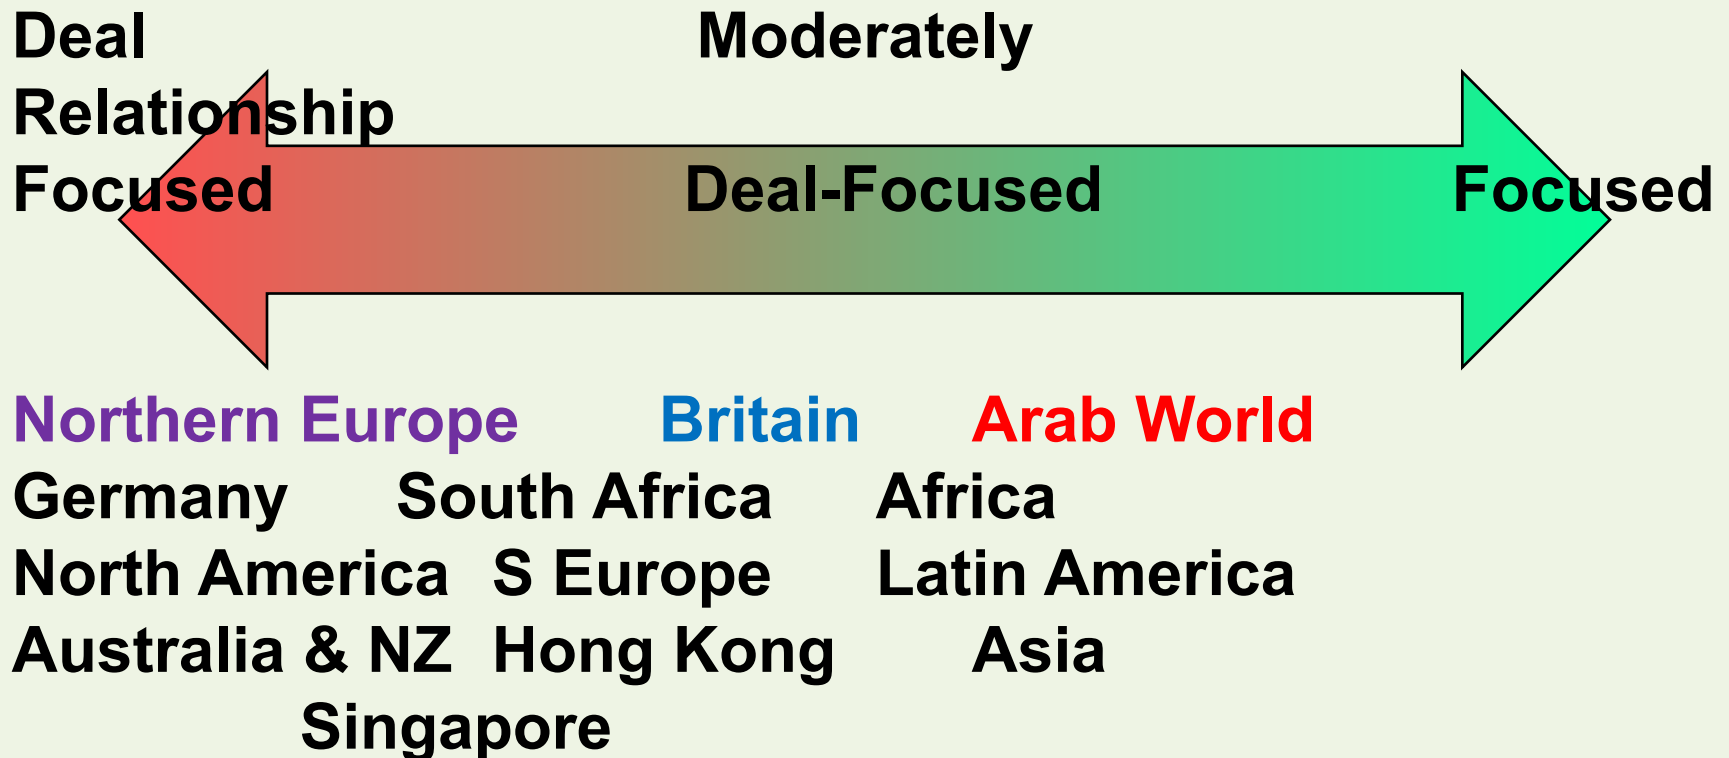 Deal Moderately
Relationship
Focused Deal-Focused Focused
Northern Europe Britain Arab World
Germany South Africa Africa
North America S Europe Latin America
Australia & NZ Hong Kong Asia
Singapore